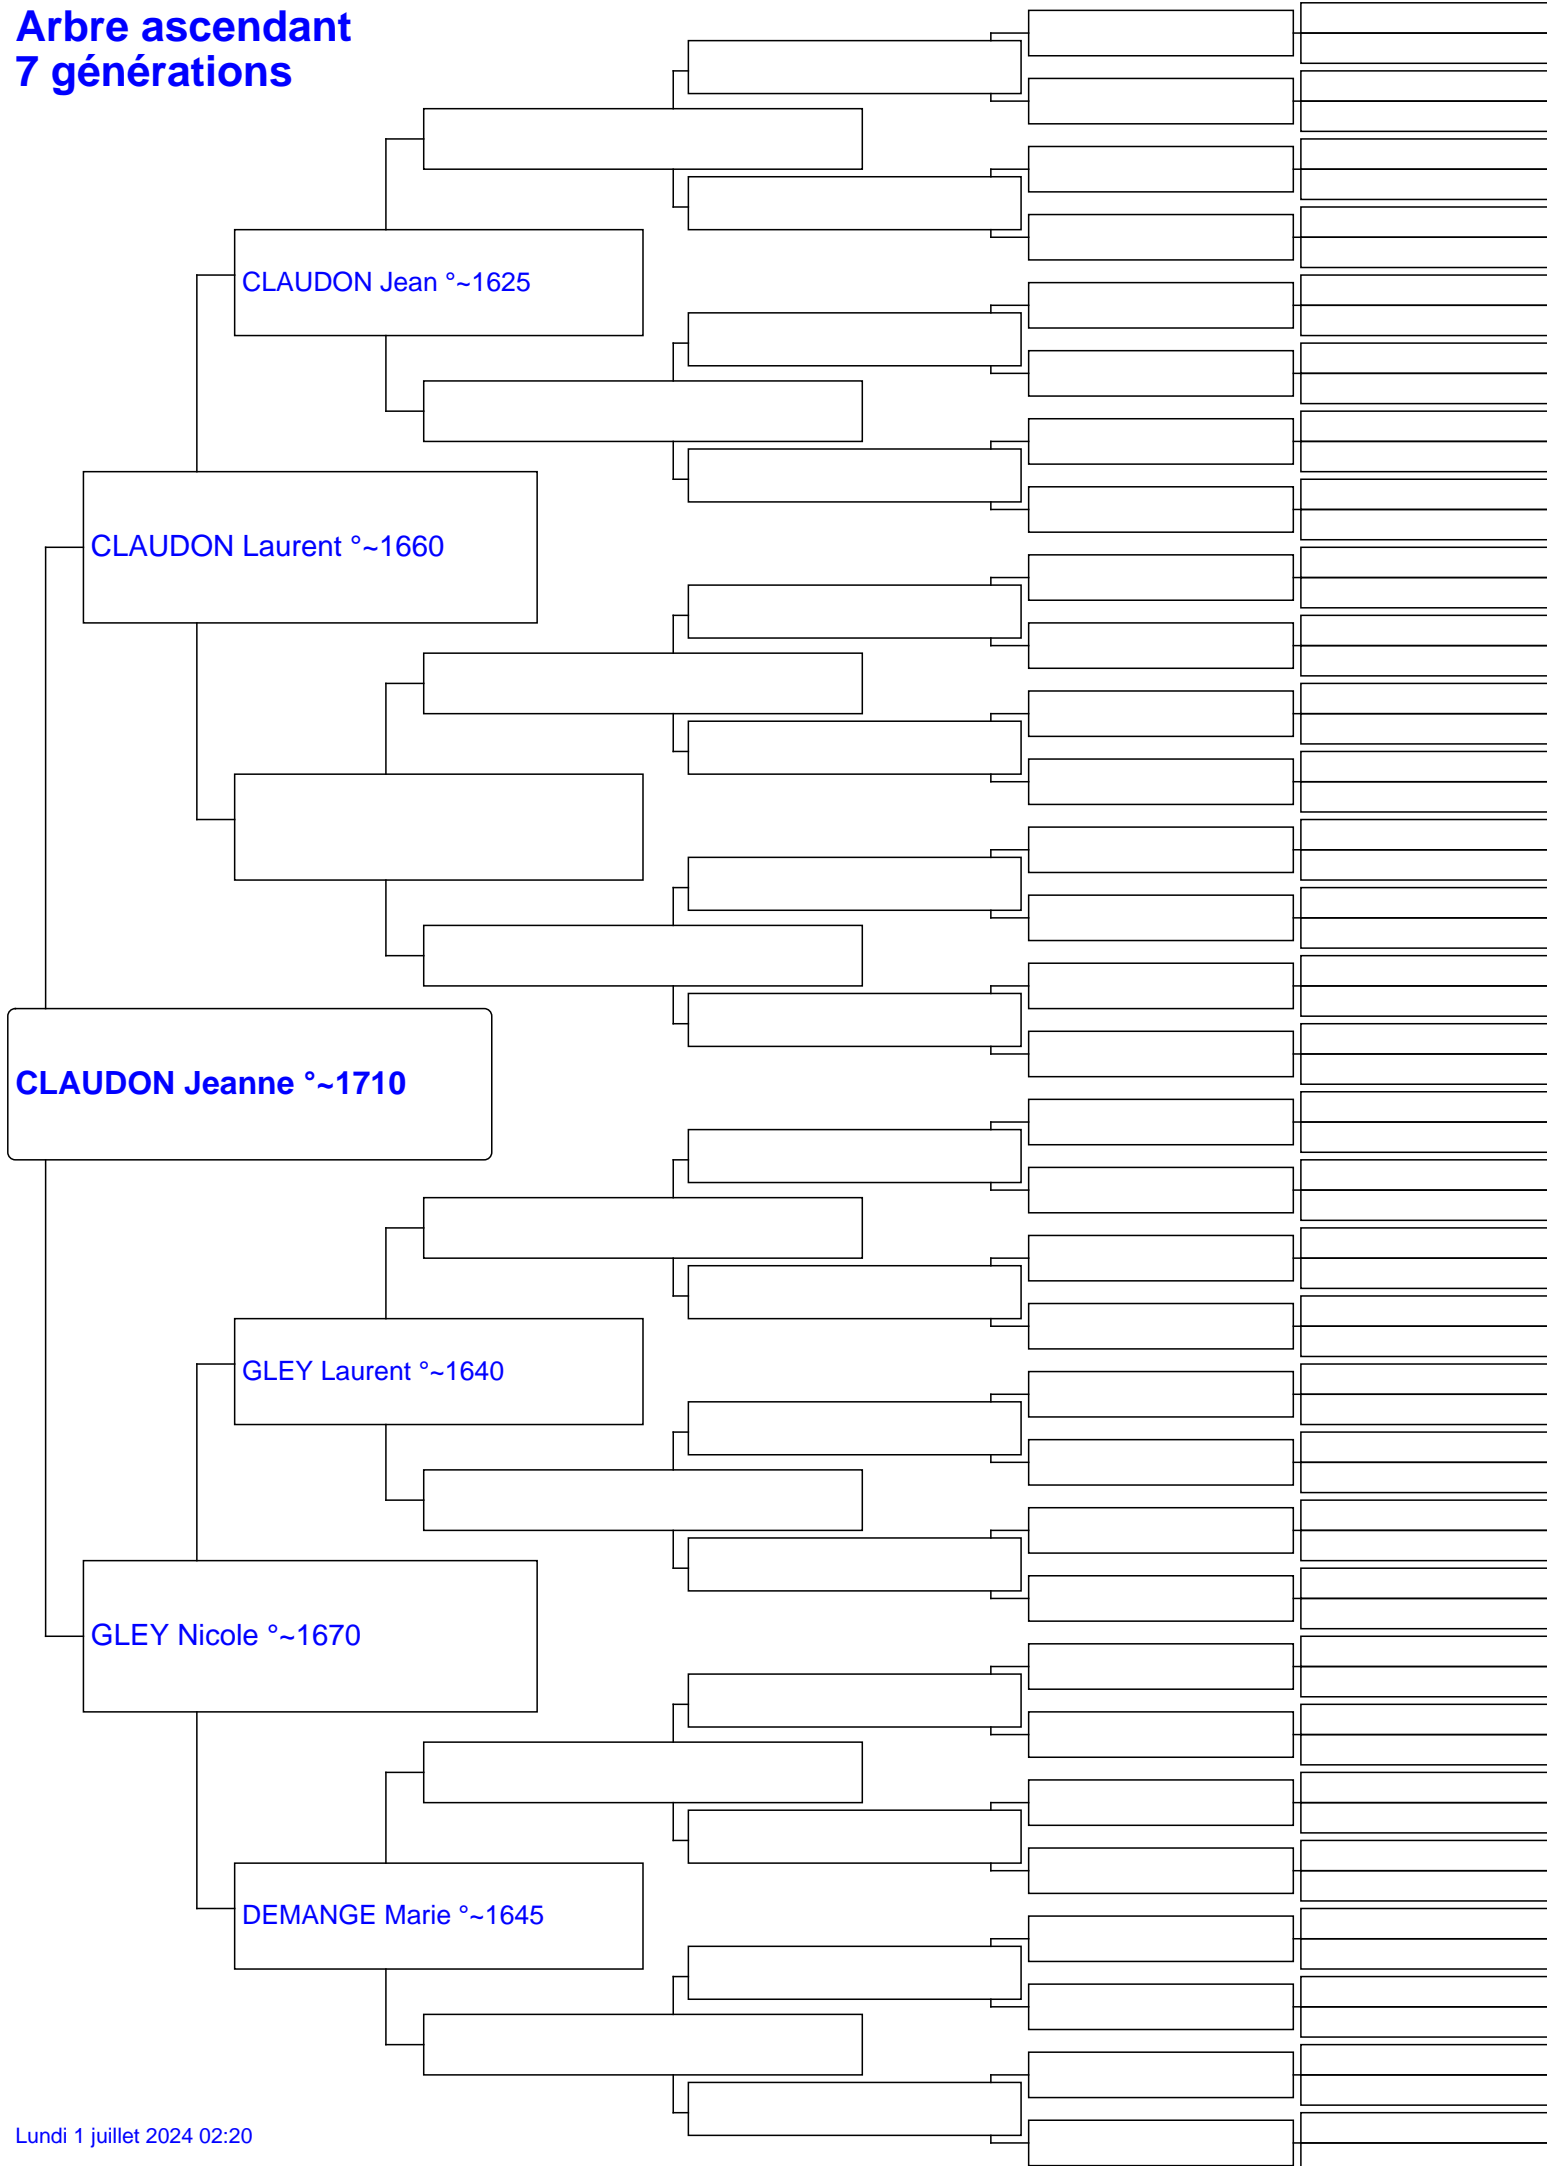 Arbre ascendant
7 générations
CLAUDON Jean °~1625
CLAUDON Laurent °~1660
CLAUDON Jeanne °~1710
GLEY Laurent °~1640
GLEY Nicole °~1670
DEMANGE Marie °~1645
Lundi 1 juillet 2024 02:20